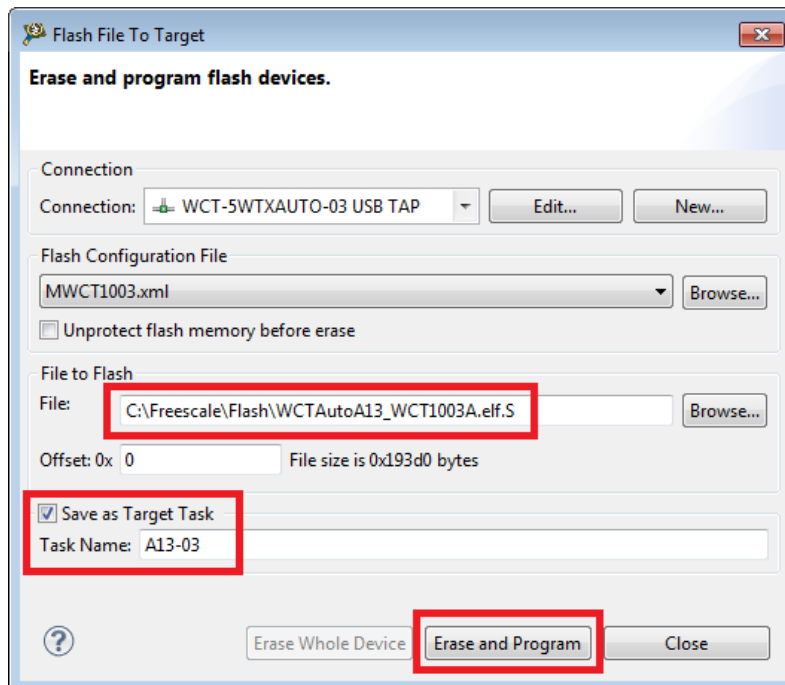 Flash File To Target
Erase and program flash devices.
Connection
Connection: WCT-5WTXAUTO-03 USB TAP Edit... New...
Flash Configuration File
MWCT1003.xml Browse...
Unprotect flash memory before erase
File to Flash
File: C:\Freescale\Flash\WCTAutoA13_WCT1003A.elf.S Browse...
Offset: 0x 0 File size is 0x193d0 bytes
Save as Target Task
Task Name: A13-03
? Erase Whole Device Erase and Program Close